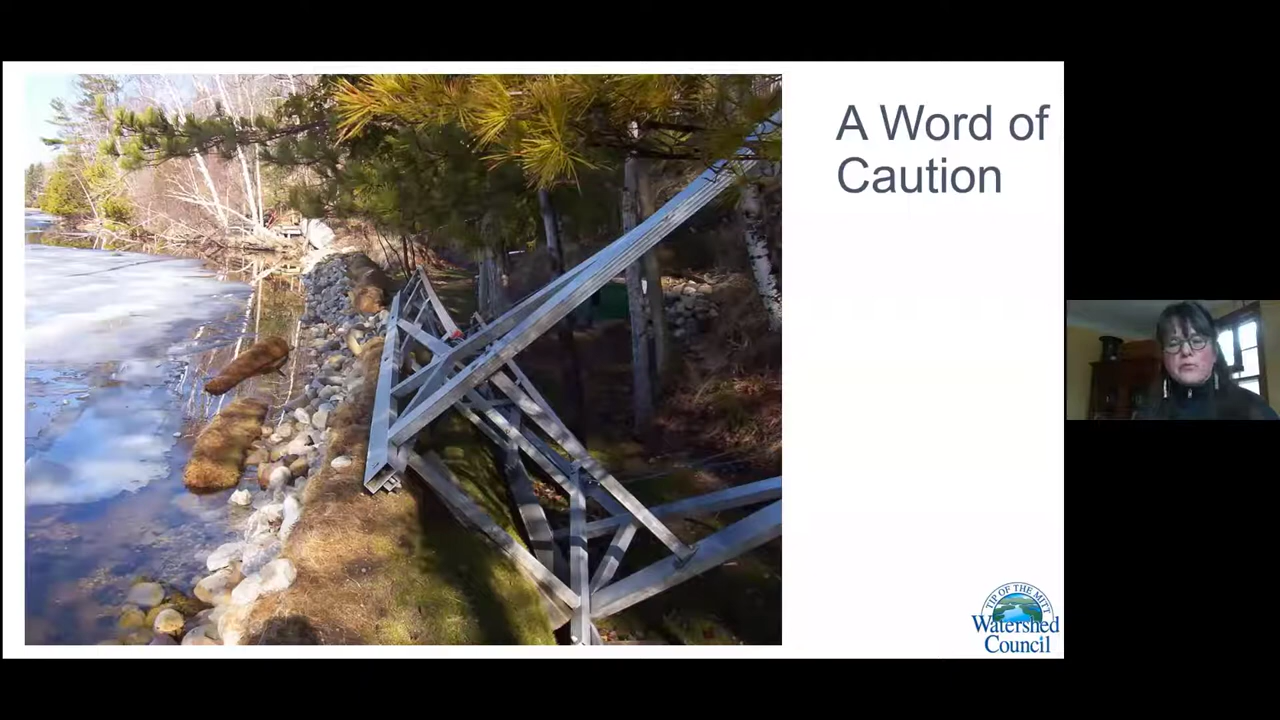 A Word of
Caution
TIP OF THE MITT
Watershed
Council